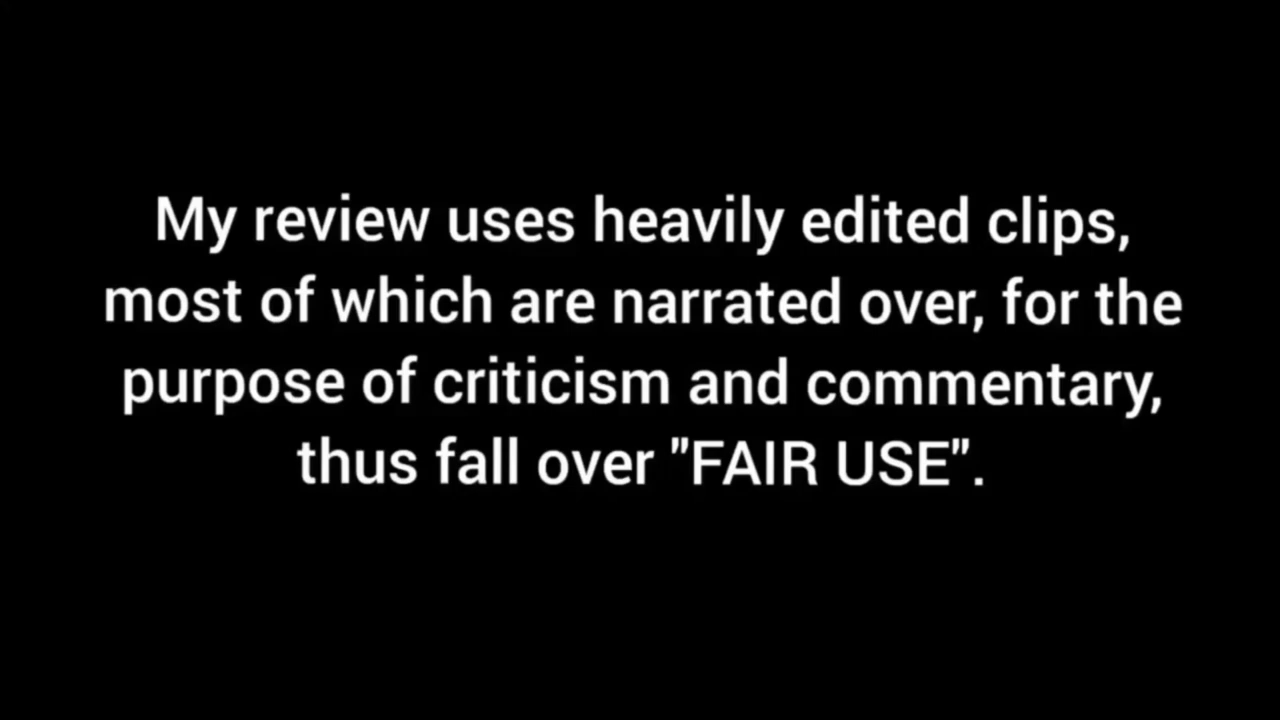 My review uses heavily edited clips,
most of which are narrated over, for the
purpose of criticism and commentary,
thus fall over "FAIR USE".